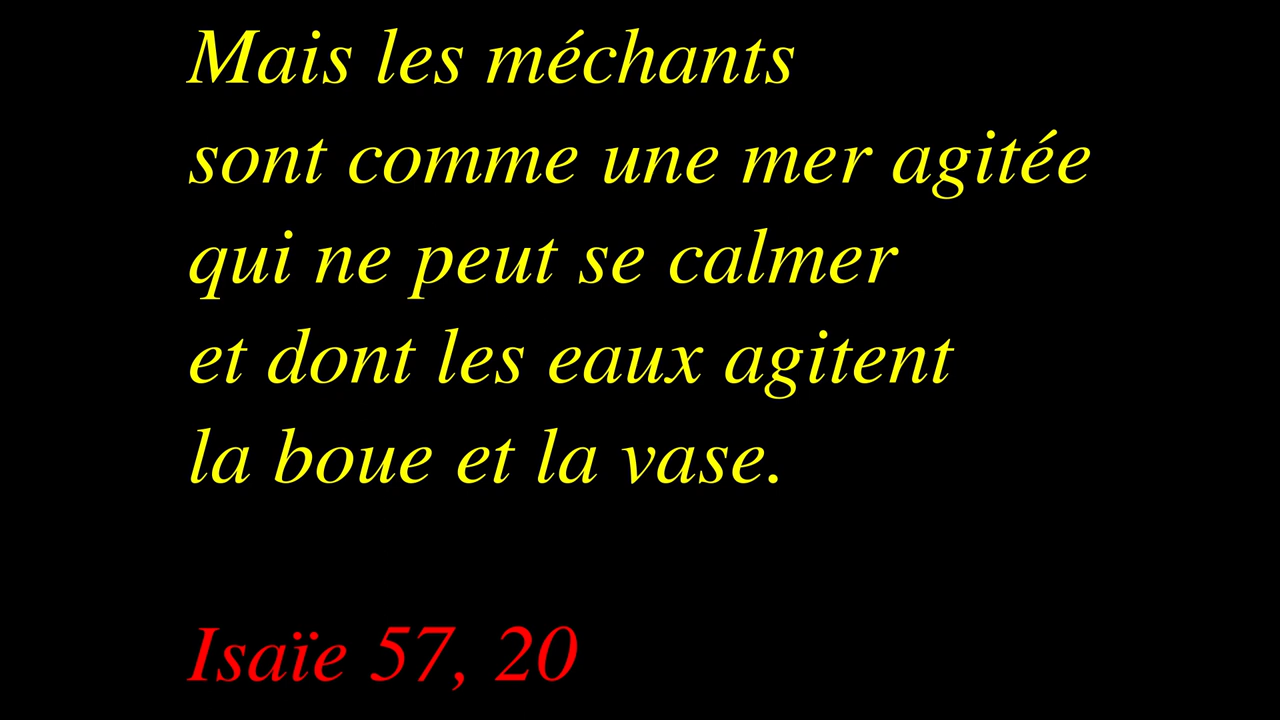 Mais les méchants
sont comme une mer agitée
qui ne peut se calmer
et dont les eaux agitent
la boue et la vase.
Isaïe 57, 20